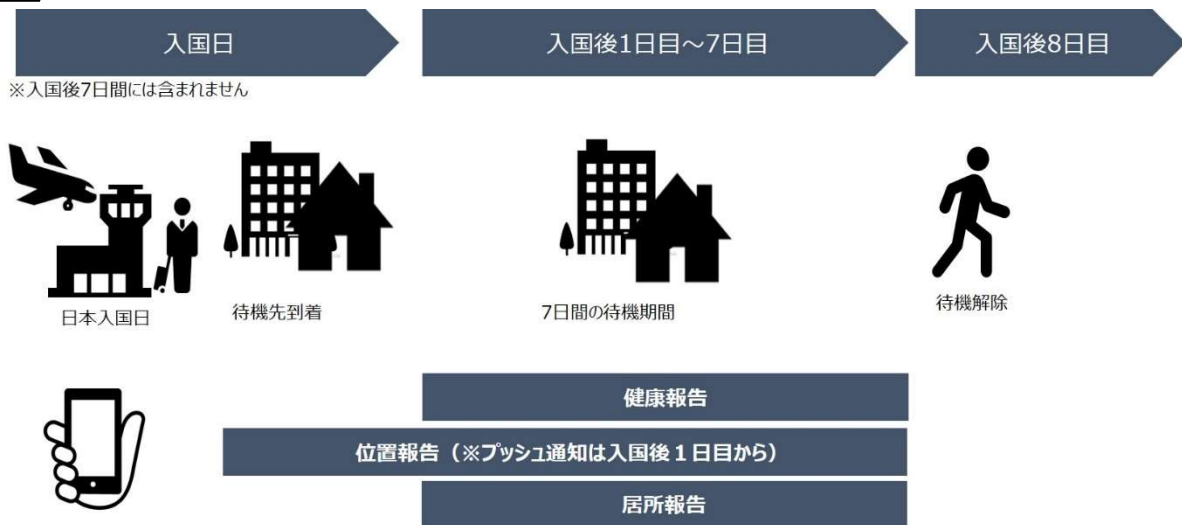 入国日
入国後1日目~7日目
入国後8日目
※入国後7日間には含まれません
日本入国日
待機先到着
7日間の待機期間
待機解除
健康報告
位置報告(※プッシュ通知は入国後１日目から)
居所報告